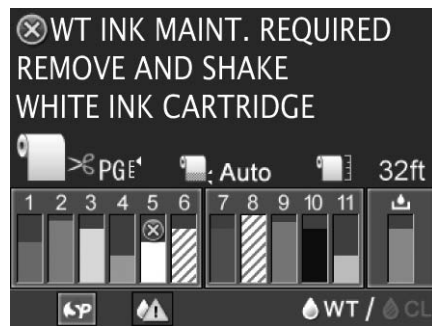 WT INK MAINT. REQUIRED
REMOVE AND SHAKE
WHITE INK CARTRIDGE
PGE : Auto 32ft
1 2 3 4 5 6 7 8 9 10 11
WT / CL